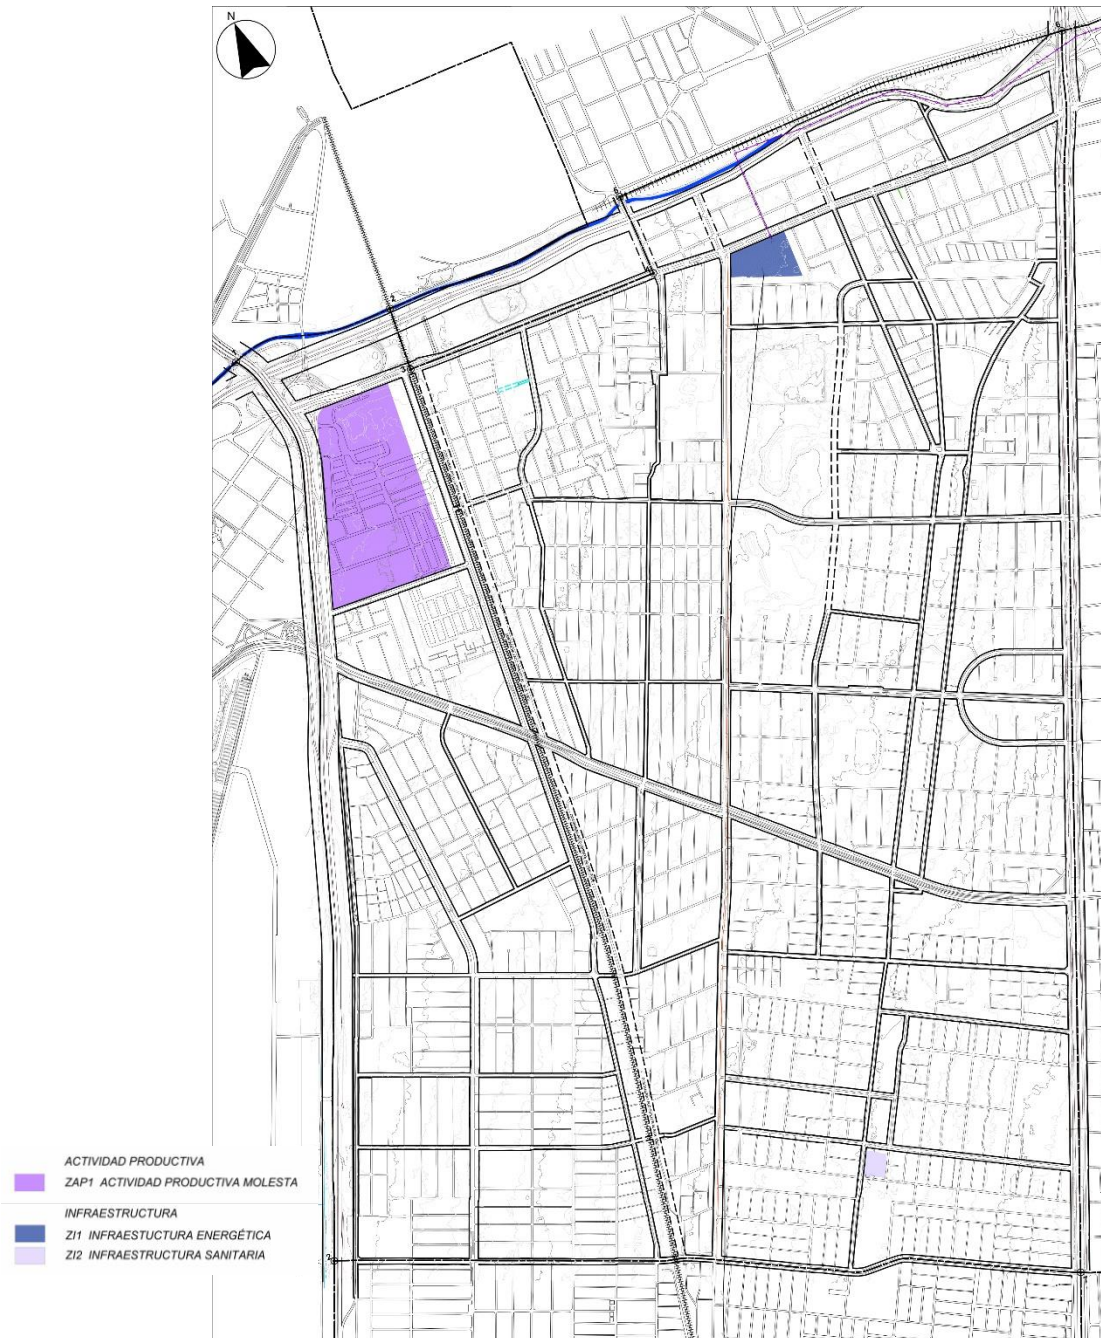 N
ACTIVIDAD PRODUCTIVA
ZAP1 ACTIVIDAD PRODUCTIVA MOLESTA
INFRAESTRUCTURA
ZI1 INFRAESTUCTURA ENERGÉTICA
ZI2 INFRAESTRUCTURA SANITARIA